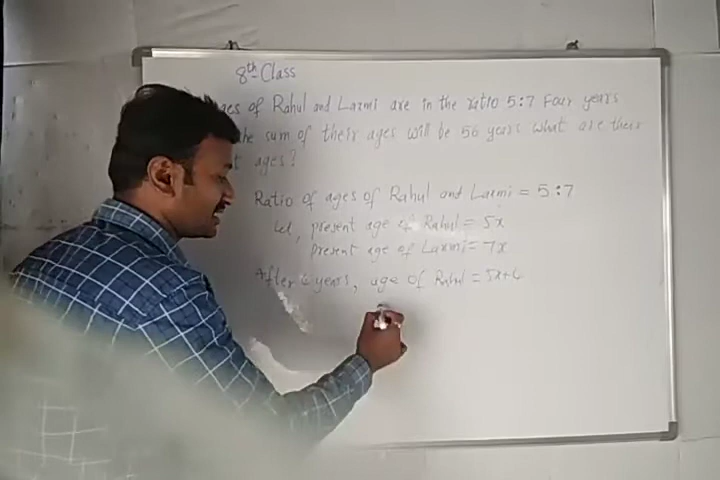 8th Class
ages of Rahul and Laxmi are in the ratio 5:7 Four years
the sum of their ages will be 56 years what are their
ages?
Ratio of ages of Rahul and Laxmi = 5:7
Let, present age of Rahul = 5x
present age of Laxmi = 7x
After 4 years, age of Rahul = 5x+4